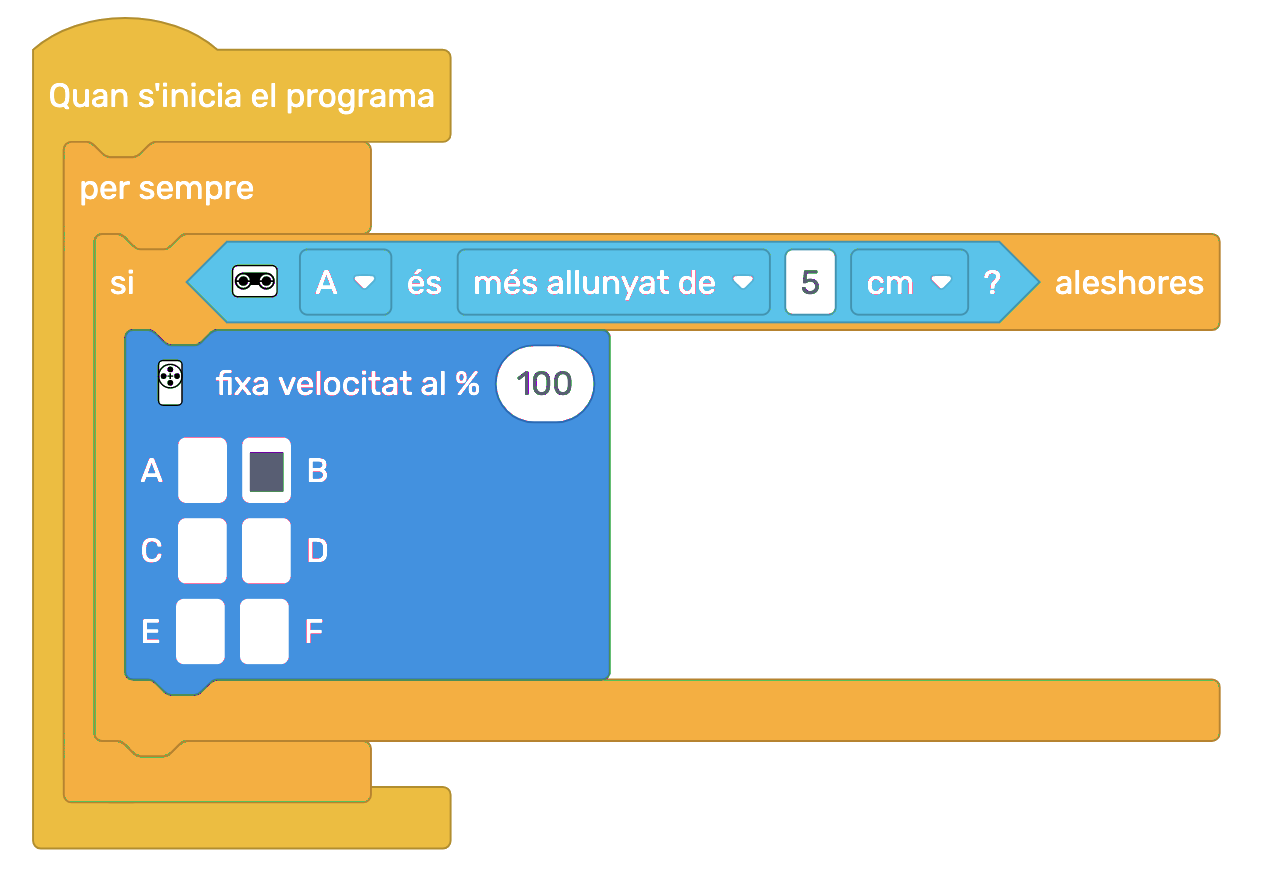 Quan s'inicia el programa
per sempre
si A és més allunyat de 5 cm ? aleshores
fixa velocitat al % 100
A B
C D
E F